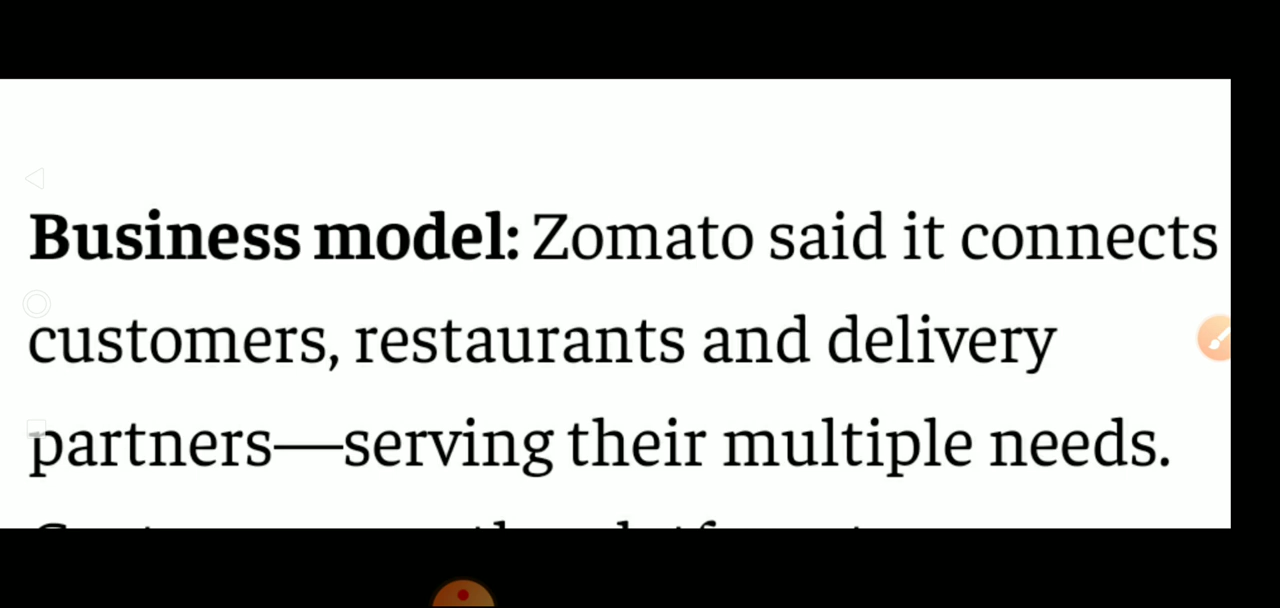 Business model: Zomato said it connects
customers, restaurants and delivery
partners—serving their multiple needs.